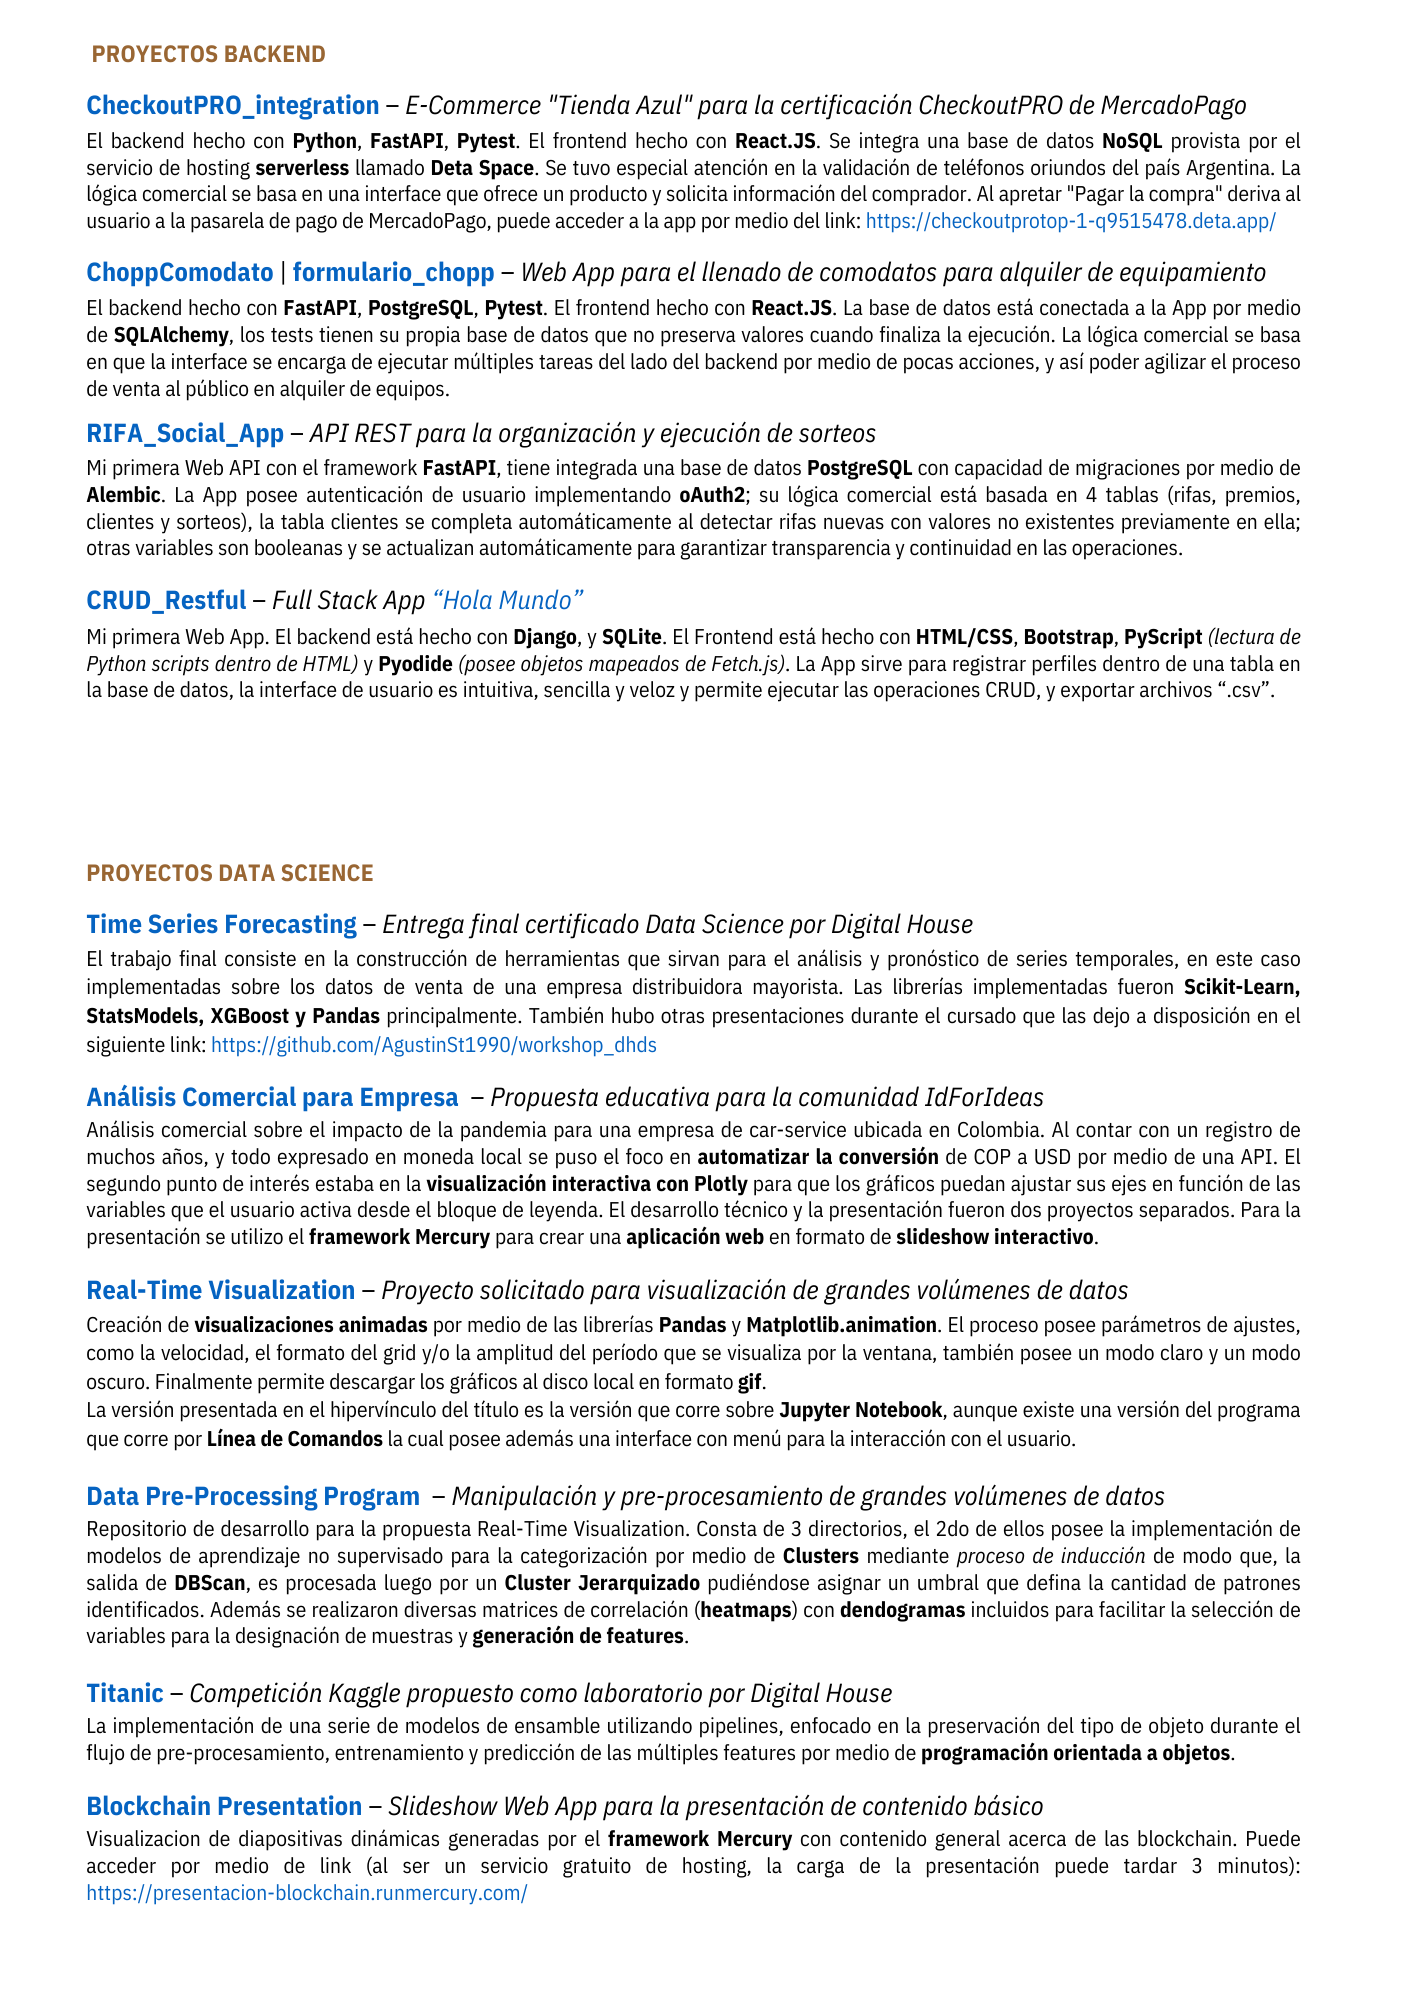 PROYECTOS BACKEND
CheckoutPRO_integration – E-Commerce "Tienda Azul" para la certificación CheckoutPRO de MercadoPago
El backend hecho con Python, FastAPI, Pytest. El frontend hecho con React.JS. Se integra una base de datos NoSQL provista por el
servicio de hosting serverless llamado Deta Space. Se tuvo especial atención en la validación de teléfonos oriundos del país Argentina. La
lógica comercial se basa en una interface que ofrece un producto y solicita información del comprador. Al apretar "Pagar la compra" deriva al
usuario a la pasarela de pago de MercadoPago, puede acceder a la app por medio del link: https://checkoutprotop-1-q9515478.deta.app/
ChoppComodato | formulario_chopp – Web App para el llenado de comodatos para alquiler de equipamiento
El backend hecho con FastAPI, PostgreSQL, Pytest. El frontend hecho con React.JS. La base de datos está conectada a la App por medio
de SQLAlchemy, los tests tienen su propia base de datos que no preserva valores cuando finaliza la ejecución. La lógica comercial se basa
en que la interface se encarga de ejecutar múltiples tareas del lado del backend por medio de pocas acciones, y así poder agilizar el proceso
de venta al público en alquiler de equipos.
RIFA_Social_App – API REST para la organización y ejecución de sorteos
Mi primera Web API con el framework FastAPI, tiene integrada una base de datos PostgreSQL con capacidad de migraciones por medio de
Alembic. La App posee autenticación de usuario implementando oAuth2; su lógica comercial está basada en 4 tablas (rifas, premios,
clientes y sorteos), la tabla clientes se completa automáticamente al detectar rifas nuevas con valores no existentes previamente en ella;
otras variables son booleanas y se actualizan automáticamente para garantizar transparencia y continuidad en las operaciones.
CRUD_Restful – Full Stack App “Hola Mundo”
Mi primera Web App. El backend está hecho con Django, y SQLite. El Frontend está hecho con HTML/CSS, Bootstrap, PyScript (lectura de
Python scripts dentro de HTML) y Pyodide (posee objetos mapeados de Fetch.js). La App sirve para registrar perfiles dentro de una tabla en
la base de datos, la interface de usuario es intuitiva, sencilla y veloz y permite ejecutar las operaciones CRUD, y exportar archivos “.csv”.
PROYECTOS DATA SCIENCE
Time Series Forecasting – Entrega final certificado Data Science por Digital House
El trabajo final consiste en la construcción de herramientas que sirvan para el análisis y pronóstico de series temporales, en este caso
implementadas sobre los datos de venta de una empresa distribuidora mayorista. Las librerías implementadas fueron Scikit-Learn,
StatsModels, XGBoost y Pandas principalmente. También hubo otras presentaciones durante el cursado que las dejo a disposición en el
siguiente link: https://github.com/AgustinSt1990/workshop_dhds
Análisis Comercial para Empresa – Propuesta educativa para la comunidad IdForIdeas
Análisis comercial sobre el impacto de la pandemia para una empresa de car-service ubicada en Colombia. Al contar con un registro de
muchos años, y todo expresado en moneda local se puso el foco en automatizar la conversión de COP a USD por medio de una API. El
segundo punto de interés estaba en la visualización interactiva con Plotly para que los gráficos puedan ajustar sus ejes en función de las
variables que el usuario activa desde el bloque de leyenda. El desarrollo técnico y la presentación fueron dos proyectos separados. Para la
presentación se utilizo el framework Mercury para crear una aplicación web en formato de slideshow interactivo.
Real-Time Visualization – Proyecto solicitado para visualización de grandes volúmenes de datos
Creación de visualizaciones animadas por medio de las librerías Pandas y Matplotlib.animation. El proceso posee parámetros de ajustes,
como la velocidad, el formato del grid y/o la amplitud del período que se visualiza por la ventana, también posee un modo claro y un modo
oscuro. Finalmente permite descargar los gráficos al disco local en formato gif.
La versión presentada en el hipervínculo del título es la versión que corre sobre Jupyter Notebook, aunque existe una versión del programa
que corre por Línea de Comandos la cual posee además una interface con menú para la interacción con el usuario.
Data Pre-Processing Program – Manipulación y pre-procesamiento de grandes volúmenes de datos
Repositorio de desarrollo para la propuesta Real-Time Visualization. Consta de 3 directorios, el 2do de ellos posee la implementación de
modelos de aprendizaje no supervisado para la categorización por medio de Clusters mediante proceso de inducción de modo que, la
salida de DBScan, es procesada luego por un Cluster Jerarquizado pudiéndose asignar un umbral que defina la cantidad de patrones
identificados. Además se realizaron diversas matrices de correlación (heatmaps) con dendogramas incluidos para facilitar la selección de
variables para la designación de muestras y generación de features.
Titanic – Competición Kaggle propuesto como laboratorio por Digital House
La implementación de una serie de modelos de ensamble utilizando pipelines, enfocado en la preservación del tipo de objeto durante el
flujo de pre-procesamiento, entrenamiento y predicción de las múltiples features por medio de programación orientada a objetos.
Blockchain Presentation – Slideshow Web App para la presentación de contenido básico
Visualizacion de diapositivas dinámicas generadas por el framework Mercury con contenido general acerca de las blockchain. Puede
acceder por medio de link (al ser un servicio gratuito de hosting, la carga de la presentación puede tardar 3 minutos):
https://presentacion-blockchain.runmercury.com/